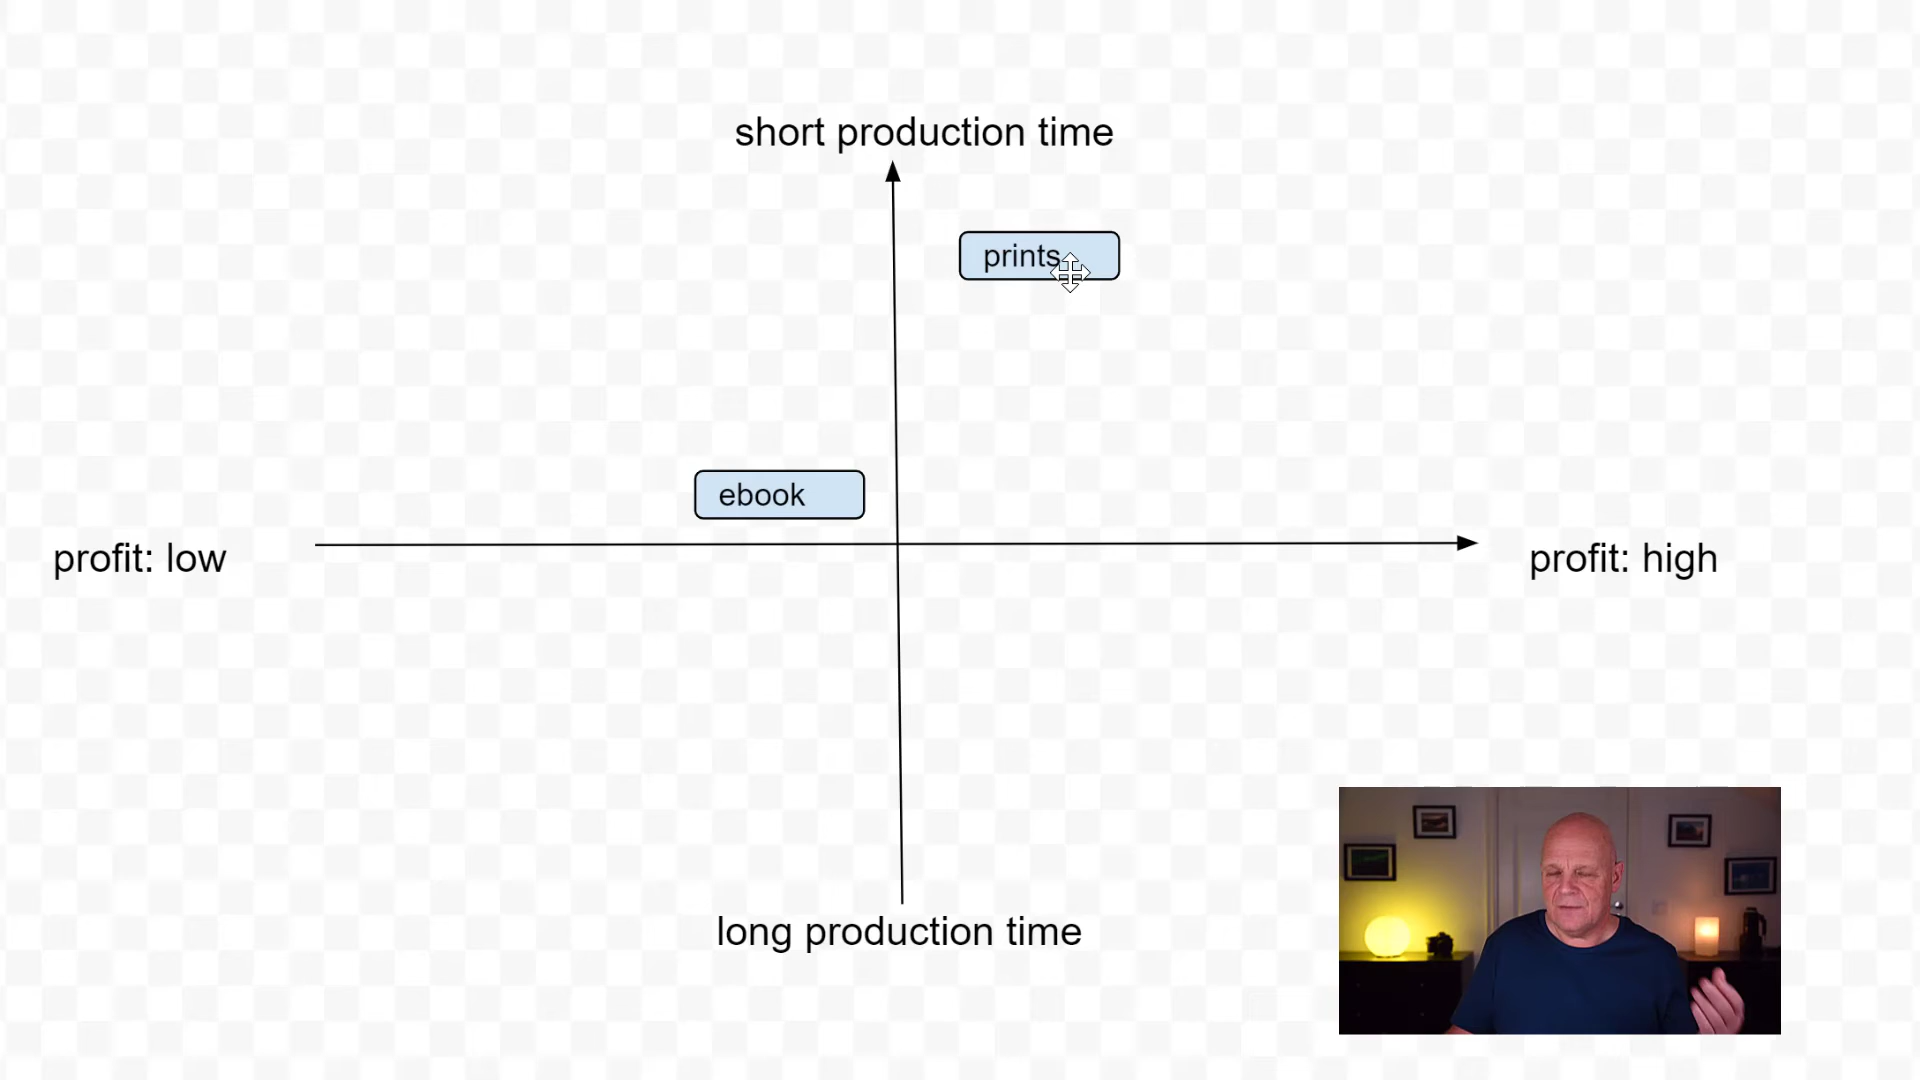 short production time
prints
ebook
profit: low
profit: high
long production time